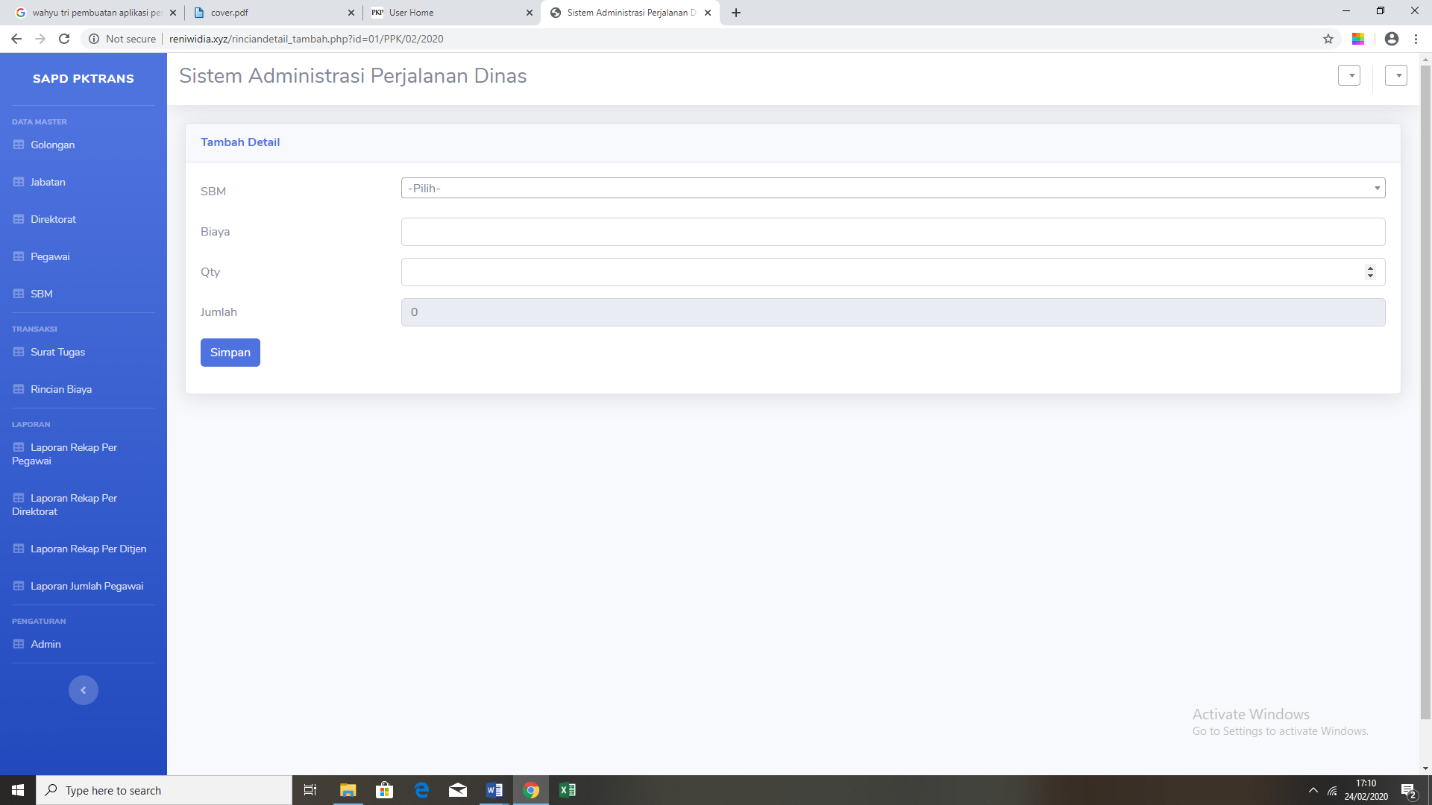 wahyu tri pembuatan aplikasi per
cover.pdf
PKP User Home
Sistem Administrasi Perjalanan D
Not secure reniwidia.xyz/rinciandetail_tambah.php?id=01/PPK/02/2020
SAPD PKTRANS
Sistem Administrasi Perjalanan Dinas
DATA MASTER
Golongan
Jabatan
Direktorat
Pegawai
SBM
TRANSAKSI
Surat Tugas
Rincian Biaya
LAPORAN
Laporan Rekap Per
Pegawai
Laporan Rekap Per
Direktorat
Laporan Rekap Per Ditjen
Laporan Jumlah Pegawai
PENGATURAN
Admin
Tambah Detail
SBM -Pilih-
Biaya
Qty
Jumlah 0
Simpan
Activate Windows
Go to Settings to activate Windows.
Type here to search
17:10
24/02/2020
2